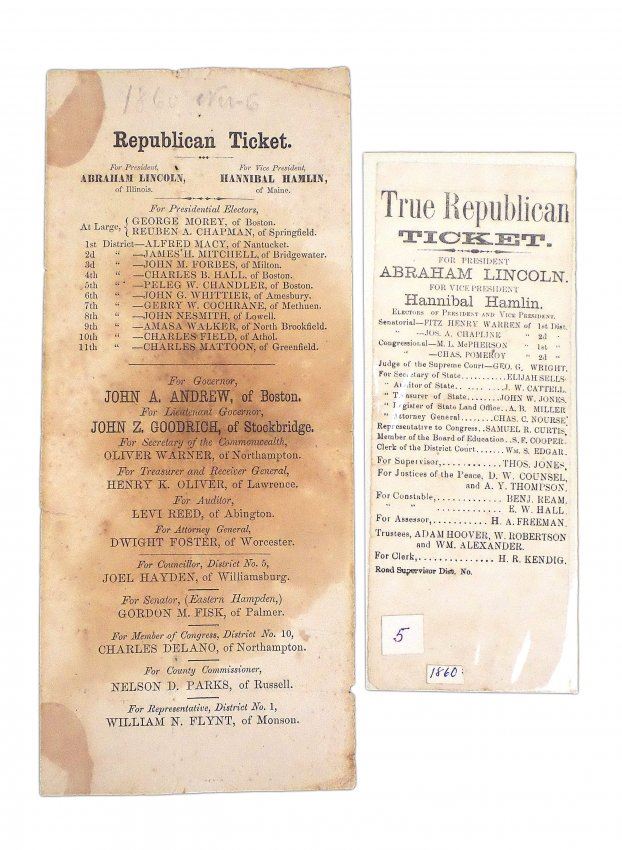 1860 Nov 6
Republican Ticket.
For President,
ABRAHAM LINCOLN,
of Illinois.
For Vice President,
HANNIBAL HAMLIN,
of Maine.
For Presidential Electors,
At Large, { GEORGE MOREY, of Boston.
REUBEN A. CHAPMAN, of Springfield.
1st District—ALFRED MACY, of Nantucket.
2d " —JAMES H. MITCHELL, of Bridgewater.
3d " —JOHN M. FORBES, of Milton.
4th " —CHARLES B. HALL, of Boston.
5th " —PELEG W. CHANDLER, of Boston.
6th " —JOHN G. WHITTIER, of Amesbury.
7th " —GERRY W. COCHRANE, of Methuen.
8th " —JOHN NESMITH, of Lowell.
9th " —AMASA WALKER, of North Brookfield.
10th " —CHARLES FIELD, of Athol.
11th " —CHARLES MATTOON, of Greenfield.
For Governor,
JOHN A. ANDREW, of Boston.
For Lieutenant Governor,
JOHN Z. GOODRICH, of Stockbridge.
For Secretary of the Commonwealth,
OLIVER WARNER, of Northampton.
For Treasurer and Receiver General,
HENRY K. OLIVER, of Lawrence.
For Auditor,
LEVI REED, of Abington.
For Attorney General,
DWIGHT FOSTER, of Worcester.
For Councillor, District No. 5,
JOEL HAYDEN, of Williamsburg.
For Senator, (Eastern Hampden,)
GORDON M. FISK, of Palmer.
For Member of Congress, District No. 10,
CHARLES DELANO, of Northampton.
For County Commissioner,
NELSON D. PARKS, of Russell.
For Representative, District No. 1,
WILLIAM N. FLYNT, of Monson.
True Republican
TICKET.
FOR PRESIDENT
ABRAHAM LINCOLN.
FOR VICE PRESIDENT
Hannibal Hamlin.
ELECTORS OF PRESIDENT AND VICE PRESIDENT.
Senatorial—FITZ HENRY WARREN of 1st Dist.
" —JOS. A. CHAPLINE " 2d "
Congressional—M. L. McPHERSON " 1st "
" —CHAS. POMEROY " 2d "
Judge of the Supreme Court—GEO. G. WRIGHT.
For Secretary of State...........ELIJAH SELLS
" Auditor of State........J. W. CATTELL.
" Treasurer of State.......JOHN W. JONES.
" Register of State Land Office..A. B. MILLER
" Attorney General......CHAS. C. NOURSE,
Representative to Congress..SAMUEL R. CURTIS,
Member of the Board of Education..S. F. COOPER.
Clerk of the District Court......WM. S. EDGAR.
For Supervisor,............THOS. JONES,
For Justices of the Peace, D. W. COUNSEL,
and A. Y. THOMPSON.
For Constable,............BENJ. REAM,
" " ............E. W. HALL.
For Assessor,............H. A. FREEMAN.
Trustees, ADAM HOOVER, W. ROBERTSON
and WM. ALEXANDER.
For Clerk,..............H. R. KENDIG.
Road Supervisor Dist. No.
5
1860: